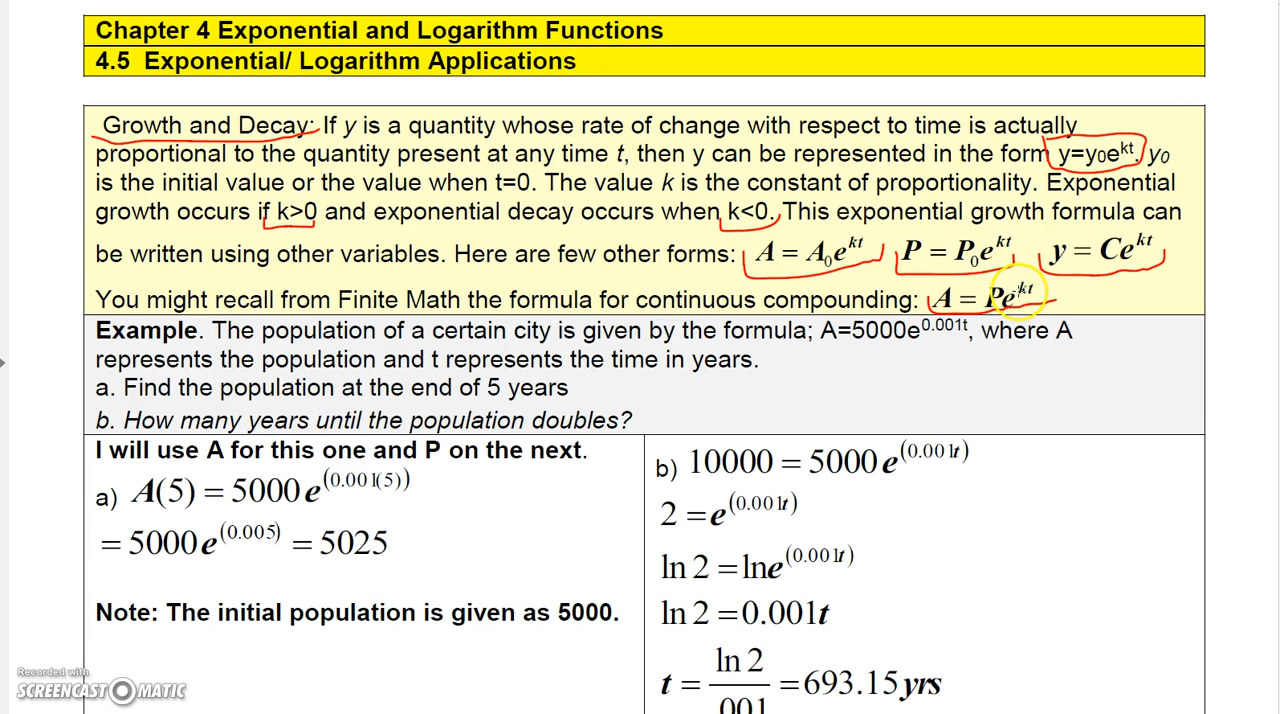 Chapter 4 Exponential and Logarithm Functions
4.5 Exponential/ Logarithm Applications
Growth and Decay: If y is a quantity whose rate of change with respect to time is actually
proportional to the quantity present at any time t, then y can be represented in the form y=y₀eᵏᵗ. y₀
is the initial value or the value when t=0. The value k is the constant of proportionality. Exponential
growth occurs if k>0 and exponential decay occurs when k<0. This exponential growth formula can
be written using other variables. Here are few other forms: A = A₀eᵏᵗ P = P₀eᵏᵗ y = Ceᵏᵗ
You might recall from Finite Math the formula for continuous compounding: A = Peᵏᵗ
Example. The population of a certain city is given by the formula; A=5000e^0.001t, where A
represents the population and t represents the time in years.
a. Find the population at the end of 5 years
b. How many years until the population doubles?
I will use A for this one and P on the next.
a) A(5) = 5000e^(0.001(5))
= 5000e^(0.005) = 5025
Note: The initial population is given as 5000.
b) 10000 = 5000e^(0.001t)
2 = e^(0.001t)
ln 2 = lne^(0.001t)
ln 2 = 0.001t
t = ln 2 / .001 = 693.15yrs
Recorded with
SCREENCAST O MATIC